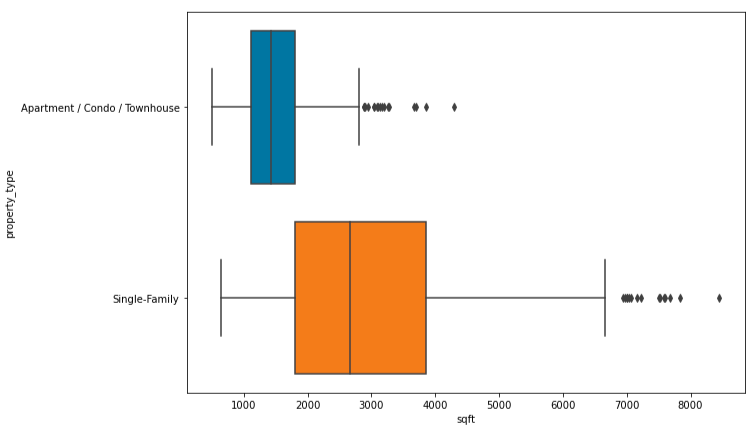 Apartment / Condo / Townhouse
property_type
Single-Family
1000 2000 3000 4000 5000 6000 7000 8000
sqft